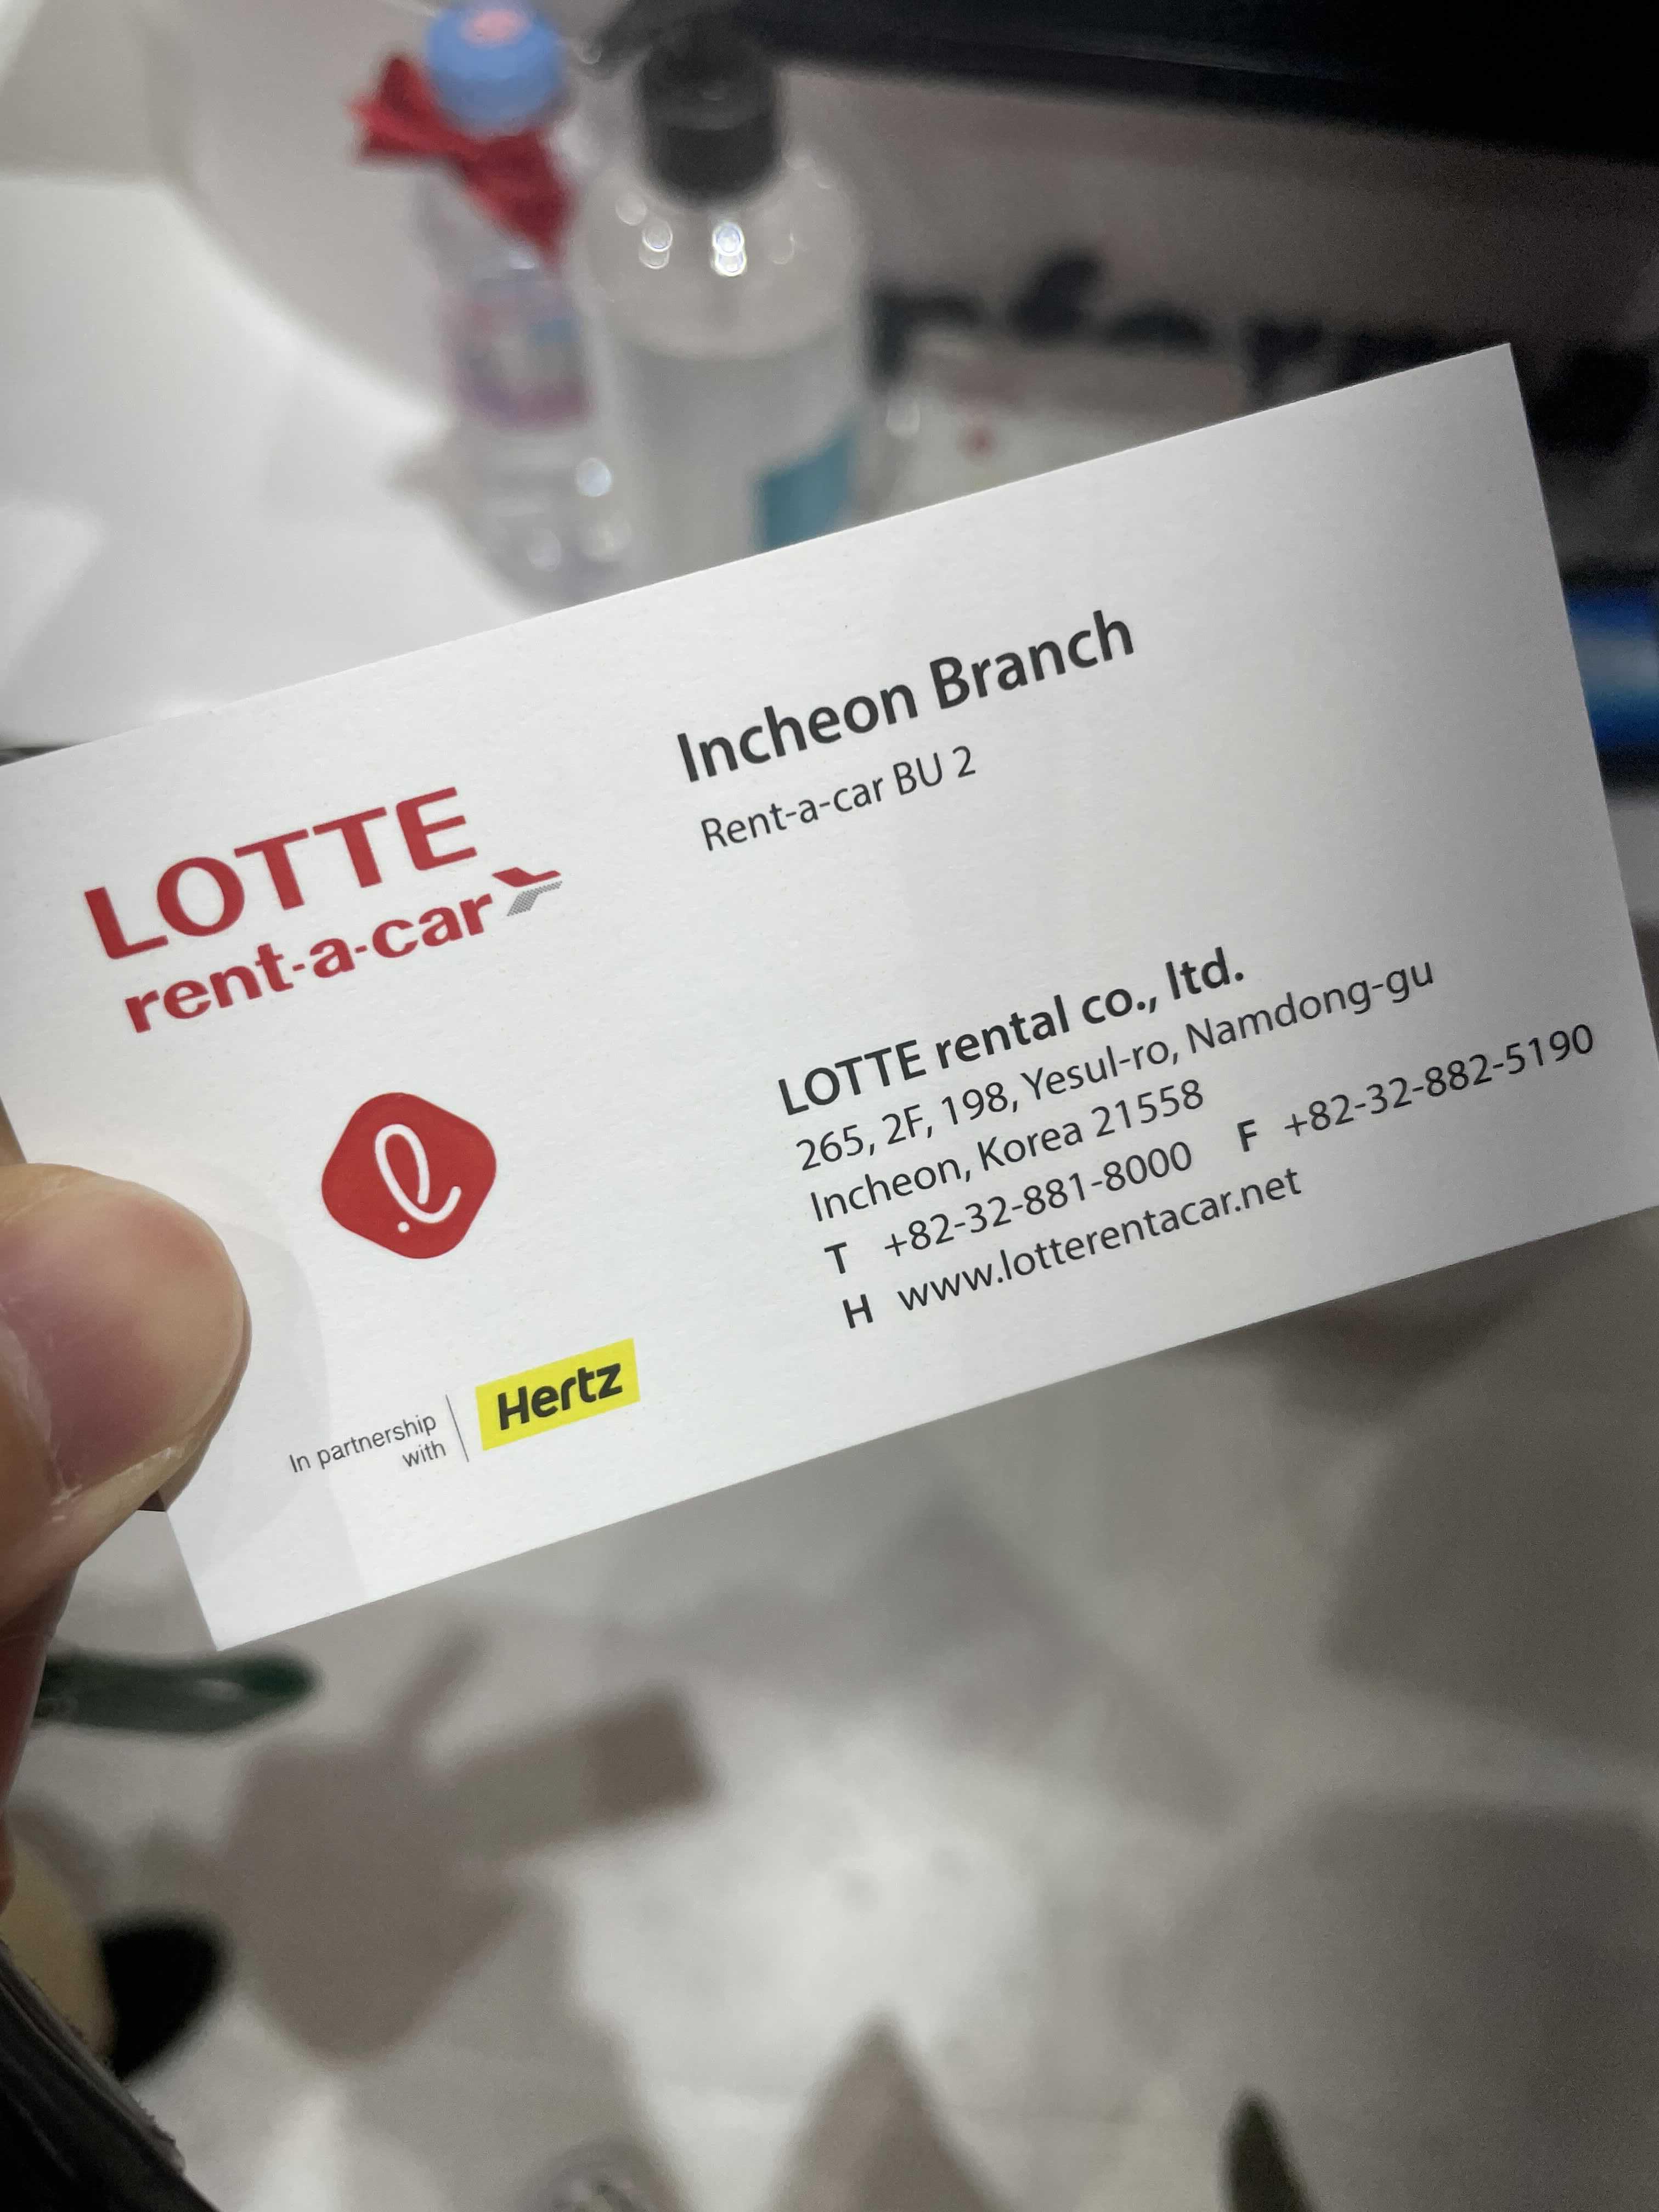 LOTTE
rent-a-car
In partnership
with
Hertz
Incheon Branch
Rent-a-car BU 2
LOTTE rental co., ltd.
265, 2F, 198, Yesul-ro, Namdong-gu
Incheon, Korea 21558
T +82-32-881-8000 F +82-32-882-5190
H www.lotterentacar.net